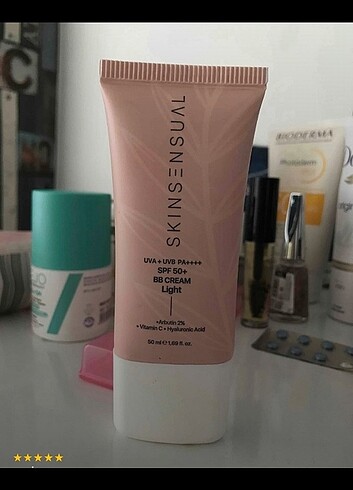 SKINSENSUAL
UVA + UVB PA++++
SPF 50+
BB CREAM
Light
+Arbutin 2%
+ Vitamin C + Hyaluronic Acid
50 ml ℮ 1.69 fl. oz.
BIODERMA
Photoderm
C